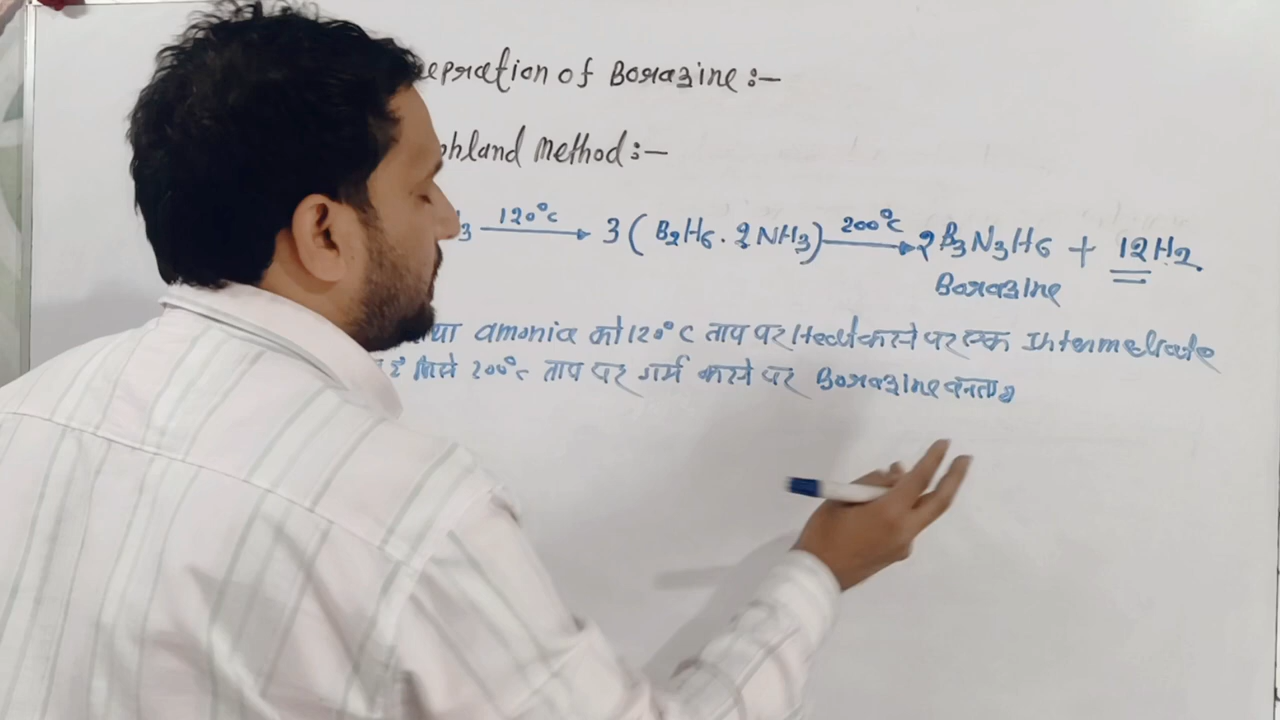 epration of Borazine :-
hland Method :-
3 120°C → 3 ( B2H6 . 2NH3) 200°C → 2B3N3H6 + 12H2
Borazine
था amonia को 120°C ताप पर Heat करने पर एक Intermediate
है जिसे 200°C ताप पर गर्म करने पर Borazine बनता